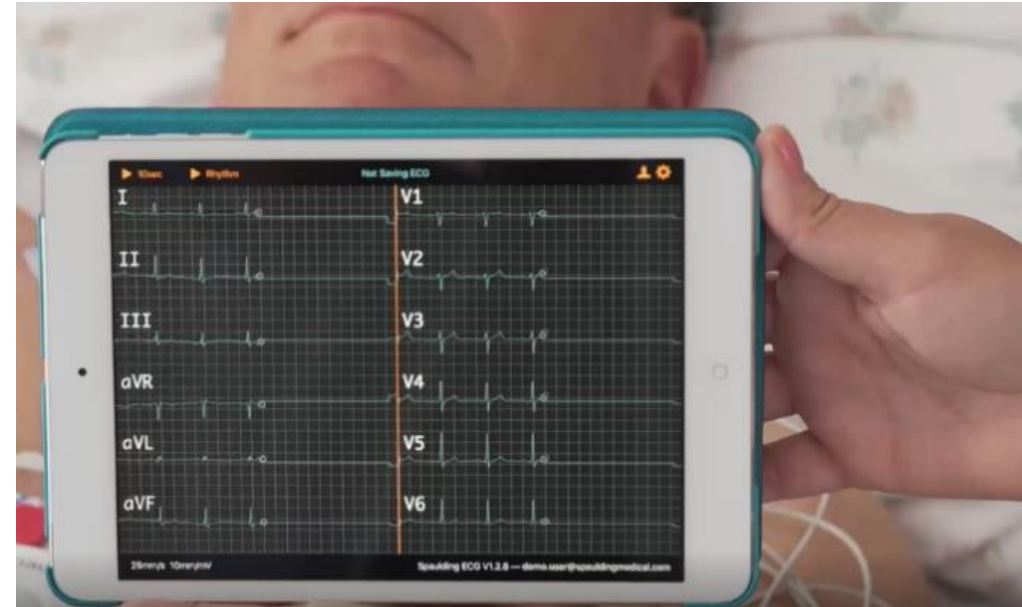 10sec Rhythm Not Saving ECG
I V1
II V2
III V3
aVR V4
aVL V5
aVF V6
25mm/s 10mm/mV Spaulding ECG V1.2.6 — demo.user@spauldingmedical.com